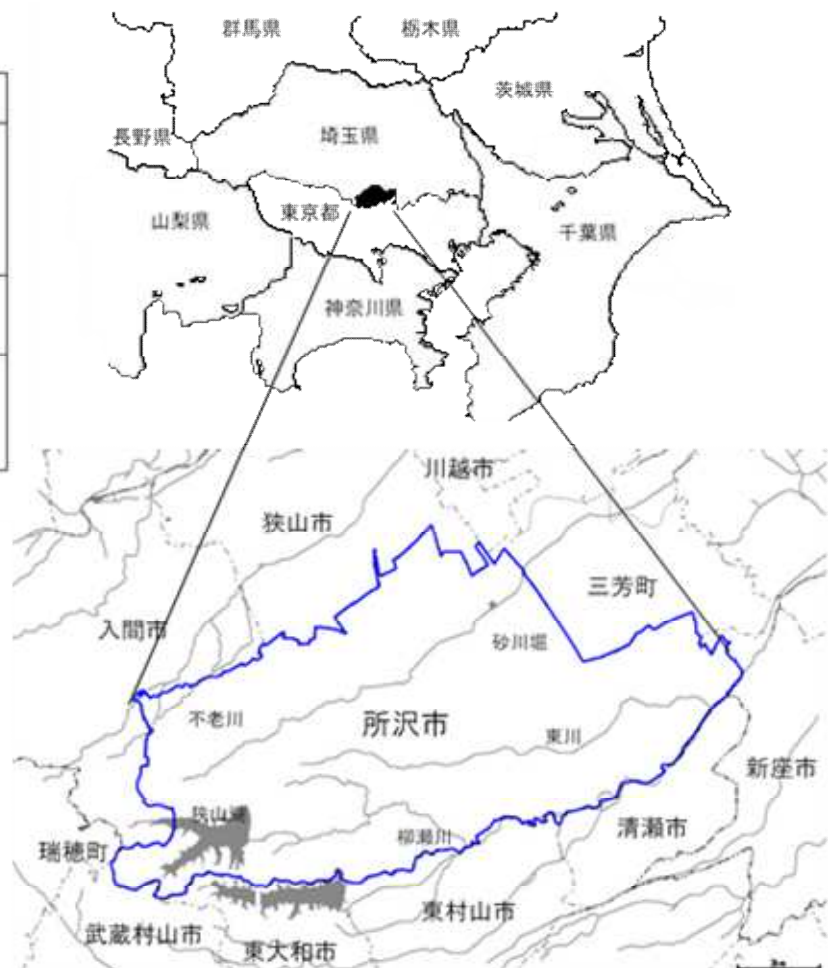 群馬県
栃木県
茨城県
長野県
埼玉県
山梨県
東京都
千葉県
神奈川県
川越市
狭山市
三芳町
入間市
砂川堀
不老川
所沢市
東川
新座市
狭山湖
柳瀬川
清瀬市
瑞穂町
東村山市
武蔵村山市
東大和市